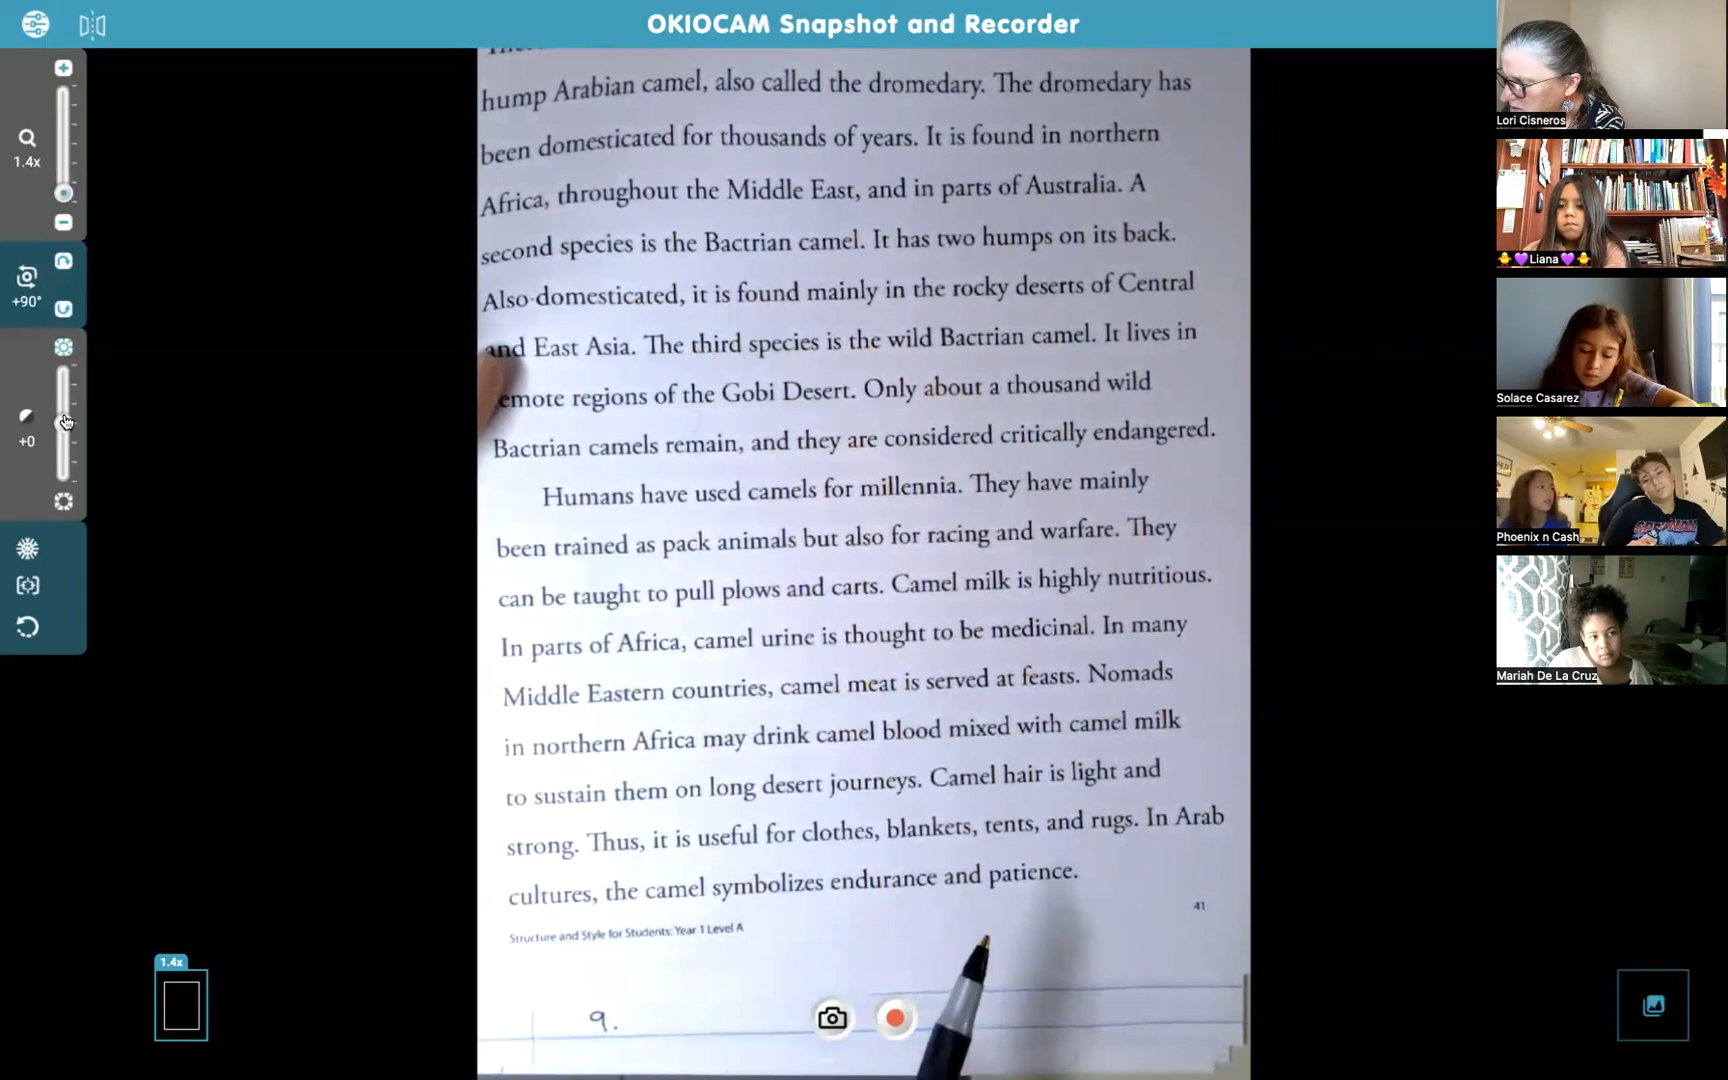 OKIOCAM Snapshot and Recorder
hump Arabian camel, also called the dromedary. The dromedary has
been domesticated for thousands of years. It is found in northern
Africa, throughout the Middle East, and in parts of Australia. A
second species is the Bactrian camel. It has two humps on its back.
Also domesticated, it is found mainly in the rocky deserts of Central
and East Asia. The third species is the wild Bactrian camel. It lives in
emote regions of the Gobi Desert. Only about a thousand wild
Bactrian camels remain, and they are considered critically endangered.
Humans have used camels for millennia. They have mainly
been trained as pack animals but also for racing and warfare. They
can be taught to pull plows and carts. Camel milk is highly nutritious.
In parts of Africa, camel urine is thought to be medicinal. In many
Middle Eastern countries, camel meat is served at feasts. Nomads
in northern Africa may drink camel blood mixed with camel milk
to sustain them on long desert journeys. Camel hair is light and
strong. Thus, it is useful for clothes, blankets, tents, and rugs. In Arab
cultures, the camel symbolizes endurance and patience.
41
Structure and Style for Students: Year 1 Level A
9.
1.4x
+90°
+0
1.4x
Lori Cisneros
🐥💜Liana💜🐥
Solace Casarez
Phoenix n Cash
Mariah De La Cruz